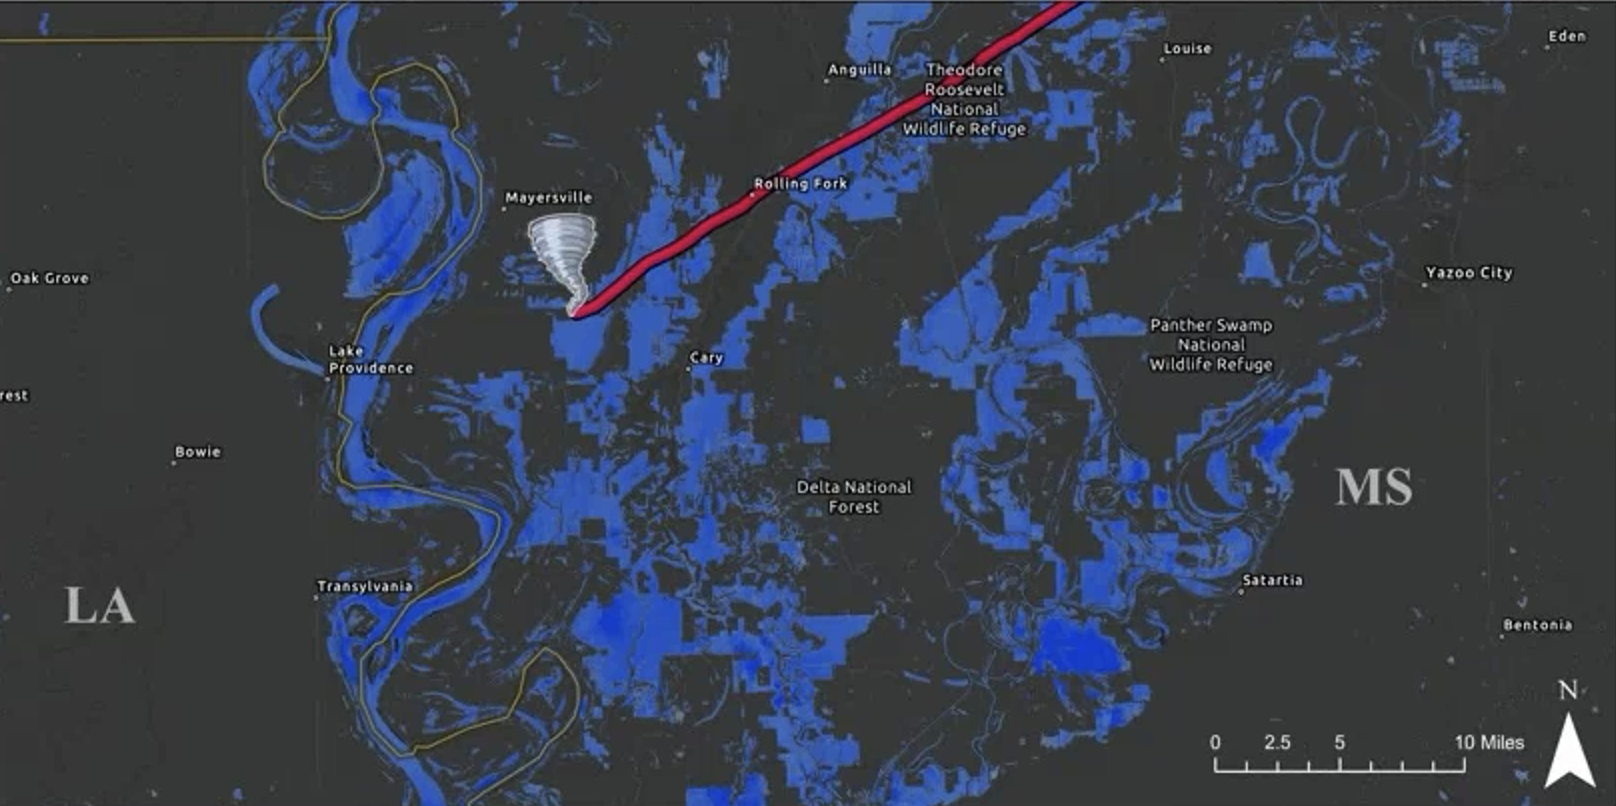 Eden
Louise
Anguilla
Theodore
Roosevelt
National
Wildlife Refuge
Rolling Fork
Mayersville
Oak Grove
Yazoo City
Panther Swamp
National
Wildlife Refuge
Lake
Providence
Cary
rest
Bowie
Delta National
Forest
MS
Satartia
Transylvania
LA
Bentonia
N
0 2.5 5 10 Miles